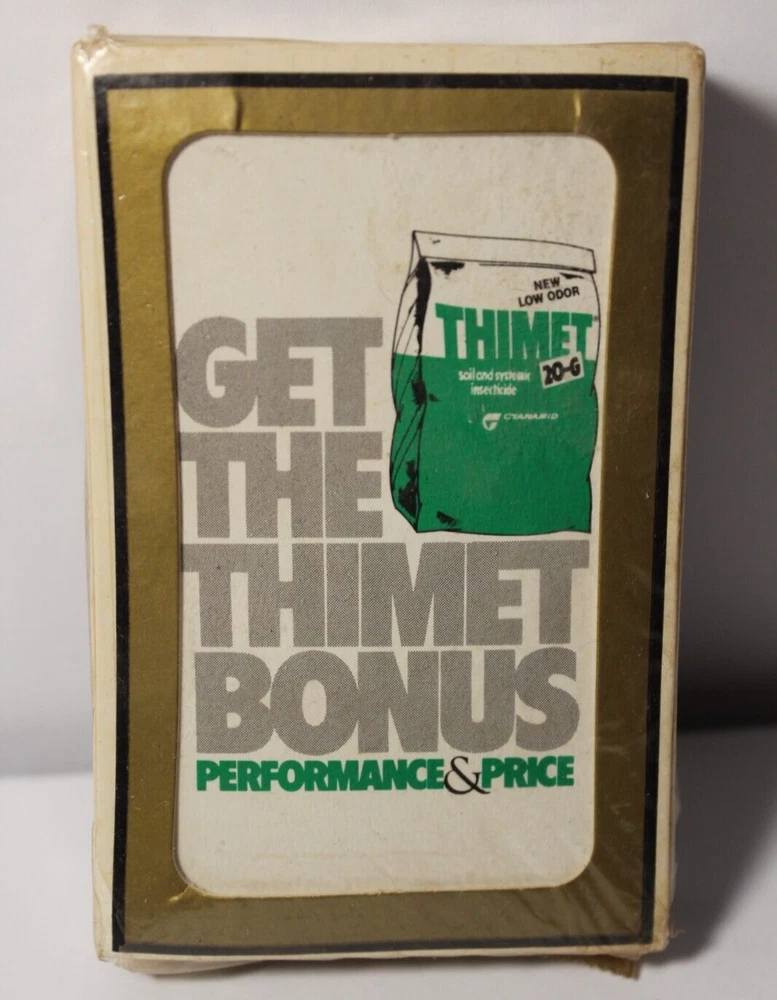 NEW
LOW ODOR
THIMET®
20-G
soil and systemic
insecticide
CYANAMID
GET
THE
THIMET
BONUS
PERFORMANCE & PRICE